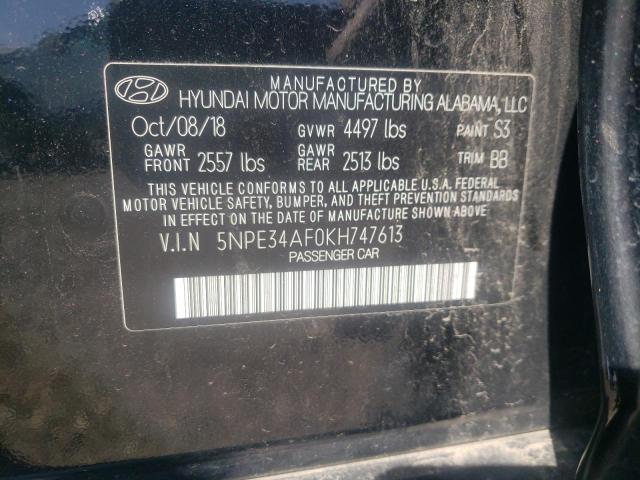 MANUFACTURED BY
HYUNDAI MOTOR MANUFACTURING ALABAMA, LLC
Oct/08/18 GVWR 4497 lbs PAINT S3
GAWR FRONT 2557 lbs GAWR REAR 2513 lbs TRIM BB
THIS VEHICLE CONFORMS TO ALL APPLICABLE U.S.A. FEDERAL
MOTOR VEHICLE SAFETY, BUMPER, AND THEFT PREVENTION STANDARDS
IN EFFECT ON THE DATE OF MANUFACTURE SHOWN ABOVE
V.I.N 5NPE34AF0KH747613
PASSENGER CAR